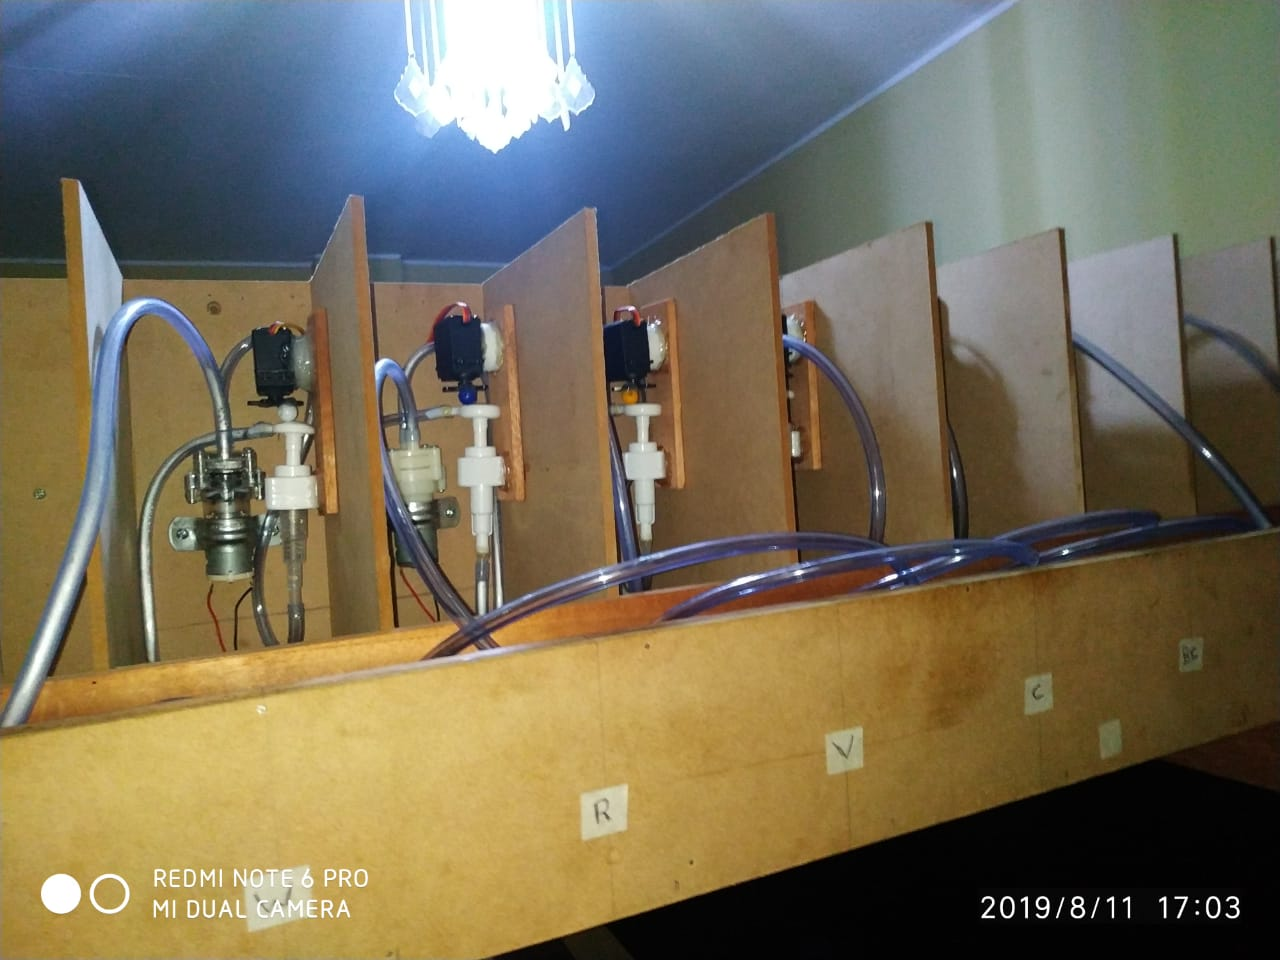 BC
C
V
R
W
REDMI NOTE 6 PRO
MI DUAL CAMERA
2019/8/11 17:03